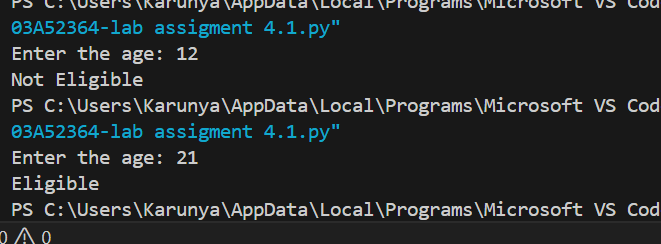 PS C:\Users\Karunya\AppData\Local\Programs\Microsoft VS Cod
03A52364-lab assigment 4.1.py"
Enter the age: 12
Not Eligible
PS C:\Users\Karunya\AppData\Local\Programs\Microsoft VS Cod
03A52364-lab assigment 4.1.py"
Enter the age: 21
Eligible
PS C:\Users\Karunya\AppData\Local\Programs\Microsoft VS Cod
0 ⚠ 0